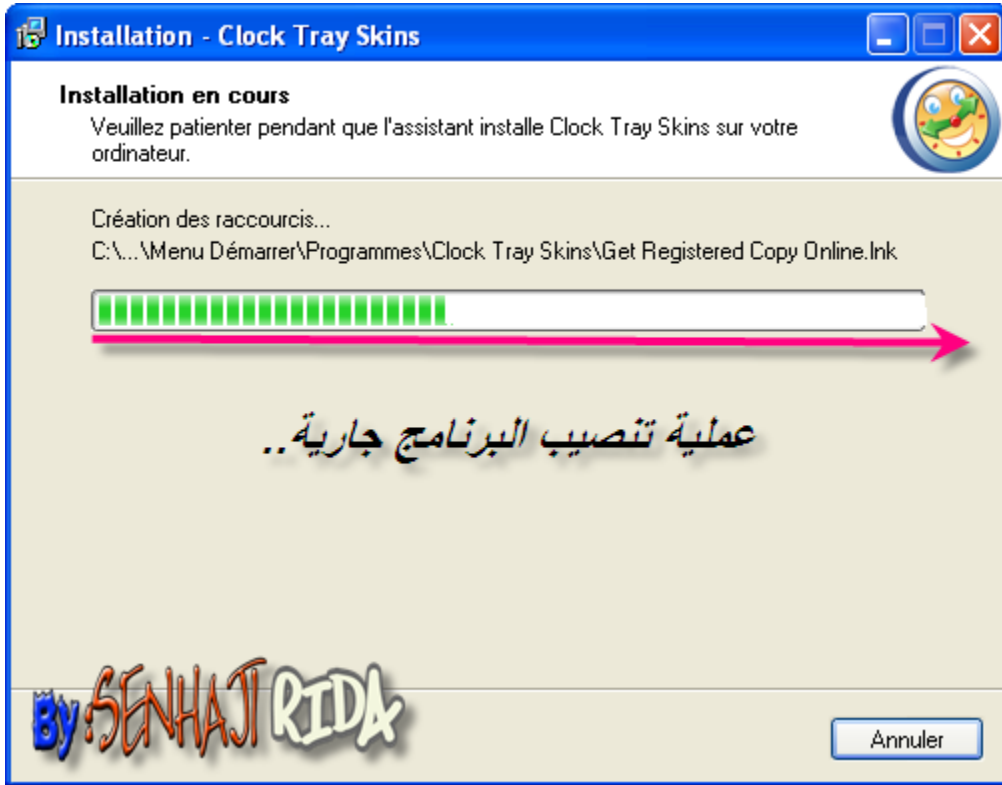 Installation - Clock Tray Skins
Installation en cours
Veuillez patienter pendant que l'assistant installe Clock Tray Skins sur votre
ordinateur.
Création des raccourcis...
C:\...\Menu Démarrer\Programmes\Clock Tray Skins\Get Registered Copy Online.lnk
عملية تنصيب البرنامج جارية..
By SENHAJI RIDA
Annuler